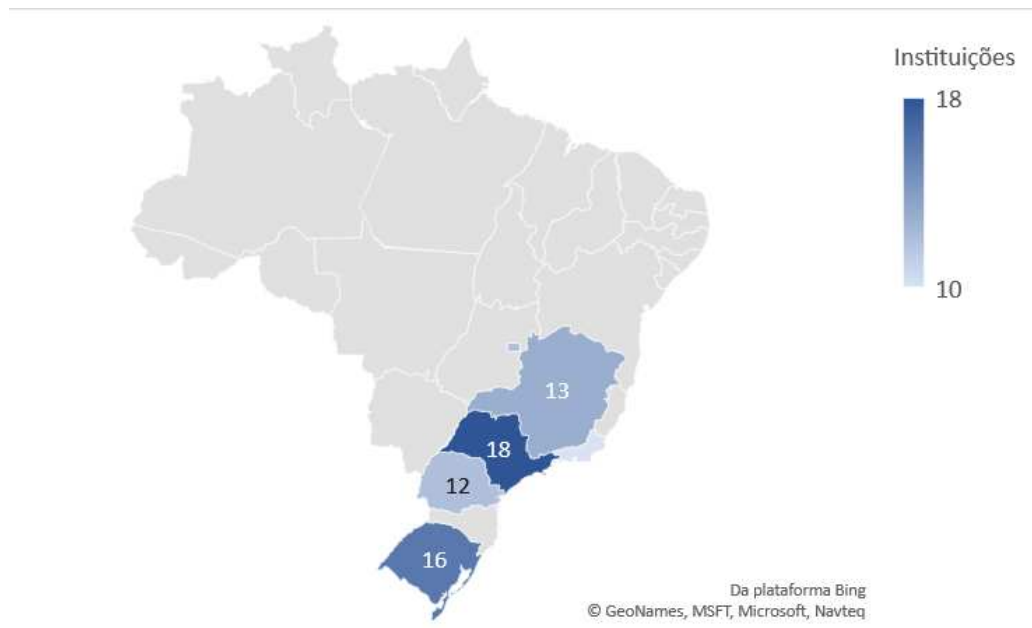 Instituições
18
10
13
18
12
16
Da plataforma Bing
© GeoNames, MSFT, Microsoft, Navteq